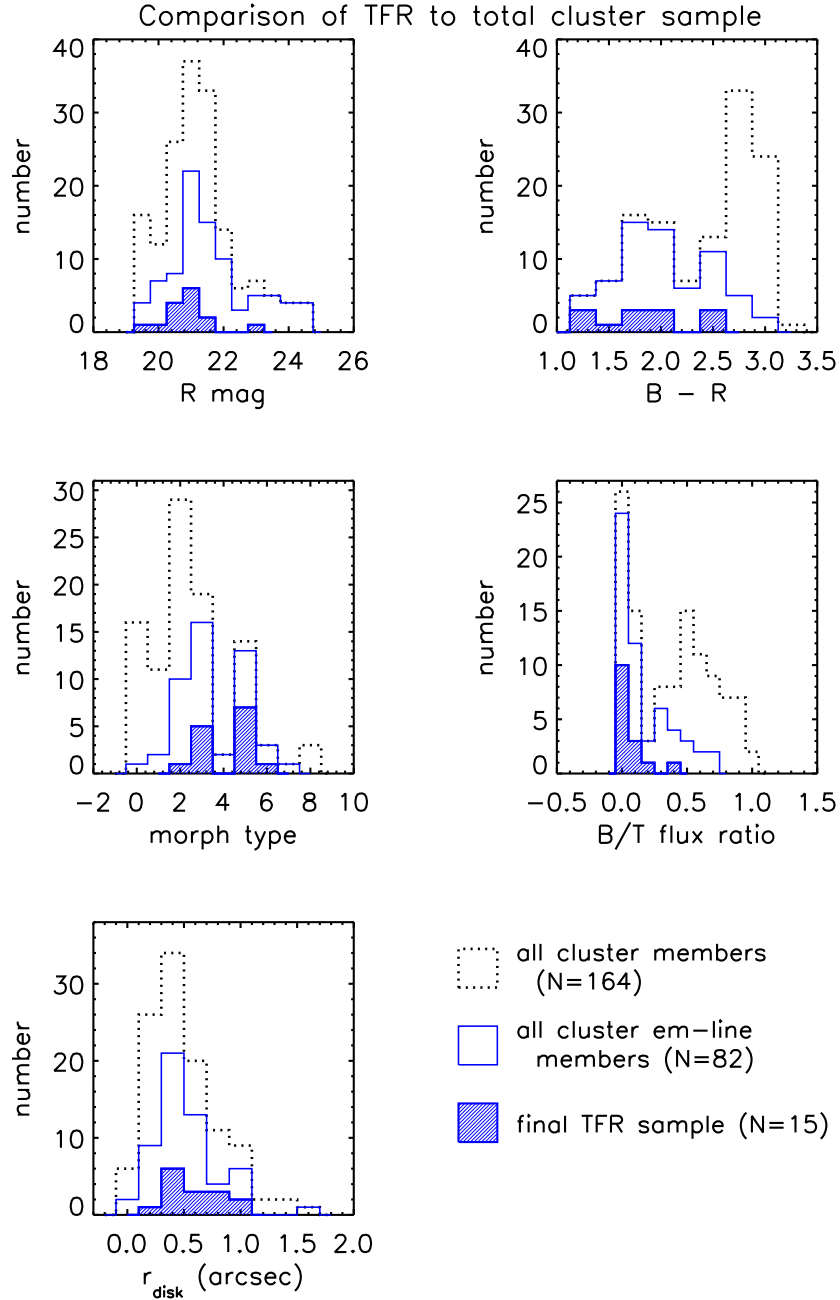 Comparison of TFR to total cluster sample
40
30
20
10
0
number
18 20 22 24 26
R mag
40
30
20
10
0
number
1.0 1.5 2.0 2.5 3.0 3.5
B − R
30
25
20
15
10
5
0
number
−2 0 2 4 6 8 10
morph type
25
20
15
10
5
0
number
−0.5 0.0 0.5 1.0 1.5
B/T flux ratio
30
20
10
0
number
0.0 0.5 1.0 1.5 2.0
r_disk (arcsec)
all cluster members
(N=164)
all cluster em−line
members (N=82)
final TFR sample (N=15)